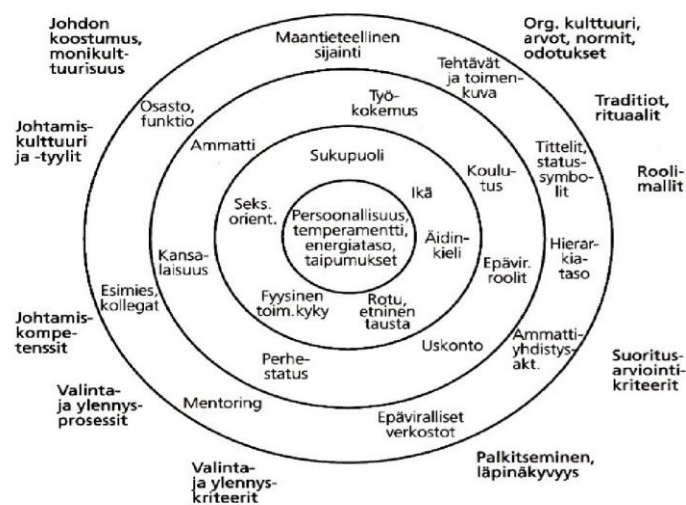 Johdon
koostumus,
monikult-
tuurisuus
Maantieteellinen
sijainti
Org. kulttuuri,
arvot, normit,
odotukset
Tehtävät
ja toimen-
kuva
Osasto,
funktio
Työ-
kokemus
Traditiot,
rituaalit
Johtamis-
kulttuuri
ja -tyylit
Ammatti
Sukupuoli
Koulu-
tus
Tittelit,
status-
symbo-
lit
Rooli-
mallit
Seks.
orient.
Ikä
Persoonallisuus,
temperamentti,
energiataso,
taipumukset
Äidin-
kieli
Kansa-
laisuus
Epävir.
roolit
Hierar-
kia-
taso
Esimies,
kollegat
Fyysinen
toim.kyky
Rotu,
etninen
tausta
Johtamis-
kompe-
tenssit
Perhe-
status
Uskonto
Ammatti-
yhdistys-
akt.
Suoritus-
arviointi-
kriteerit
Valinta-
ja ylennys-
prosessit
Mentoring
Epäviralliset
verkostot
Valinta-
ja ylennys-
kriteerit
Palkitseminen,
läpinäkyvyys